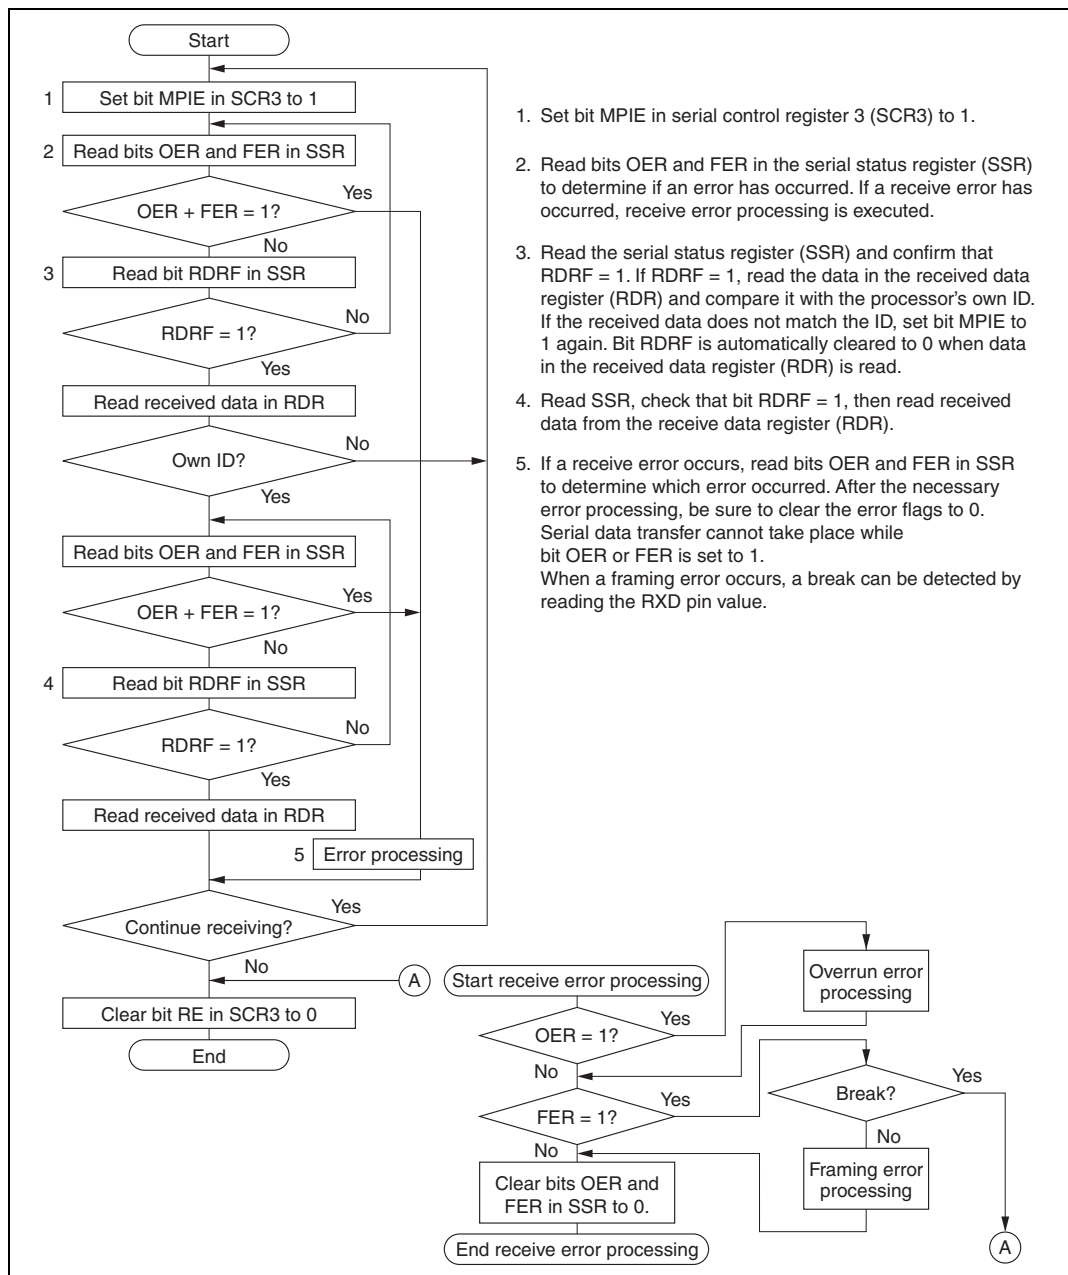 Start
1
Set bit MPIE in SCR3 to 1
2
Read bits OER and FER in SSR
OER + FER = 1?
Yes
No
3
Read bit RDRF in SSR
RDRF = 1?
No
Yes
Read received data in RDR
Own ID?
No
Yes
Read bits OER and FER in SSR
OER + FER = 1?
Yes
No
4
Read bit RDRF in SSR
RDRF = 1?
No
Yes
Read received data in RDR
5
Error processing
Continue receiving?
Yes
No
A
Clear bit RE in SCR3 to 0
End
1. Set bit MPIE in serial control register 3 (SCR3) to 1.
2. Read bits OER and FER in the serial status register (SSR)
to determine if an error has occurred. If a receive error has
occurred, receive error processing is executed.
3. Read the serial status register (SSR) and confirm that
RDRF = 1. If RDRF = 1, read the data in the received data
register (RDR) and compare it with the processor's own ID.
If the received data does not match the ID, set bit MPIE to
1 again. Bit RDRF is automatically cleared to 0 when data
in the received data register (RDR) is read.
4. Read SSR, check that bit RDRF = 1, then read received
data from the receive data register (RDR).
5. If a receive error occurs, read bits OER and FER in SSR
to determine which error occurred. After the necessary
error processing, be sure to clear the error flags to 0.
Serial data transfer cannot take place while
bit OER or FER is set to 1.
When a framing error occurs, a break can be detected by
reading the RXD pin value.
Start receive error processing
OER = 1?
Yes
No
Overrun error
processing
FER = 1?
Yes
No
Break?
Yes
No
Framing error
processing
A
Clear bits OER and
FER in SSR to 0.
End receive error processing